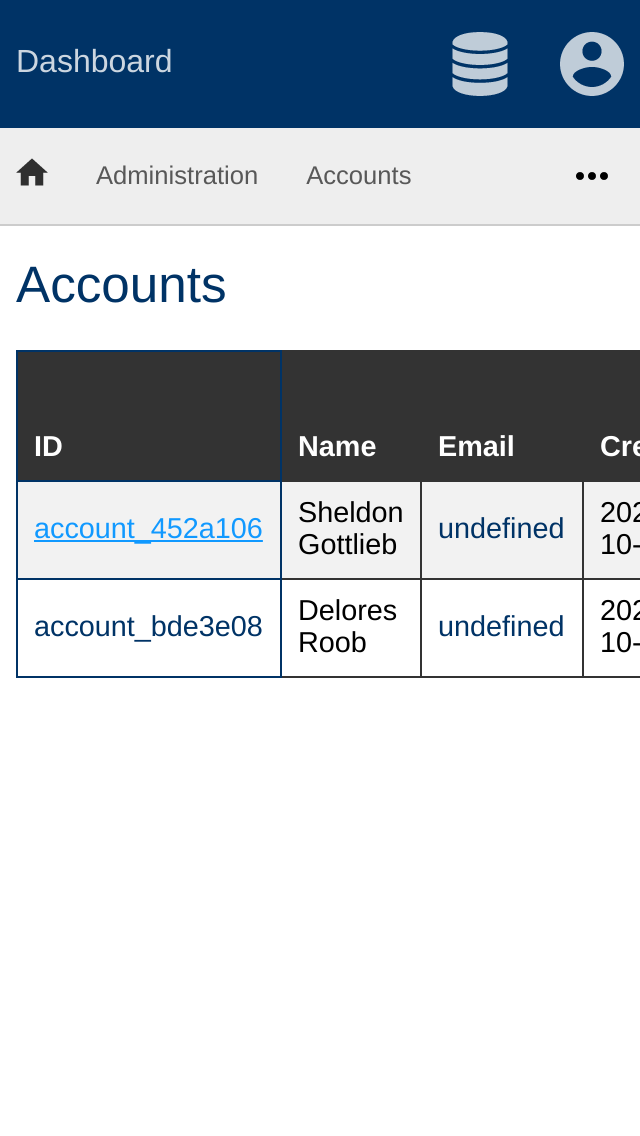 Dashboard
Administration Accounts
Accounts
ID Name Email Cre
account_452a106 Sheldon Gottlieb undefined 202 10-
account_bde3e08 Delores Roob undefined 202 10-